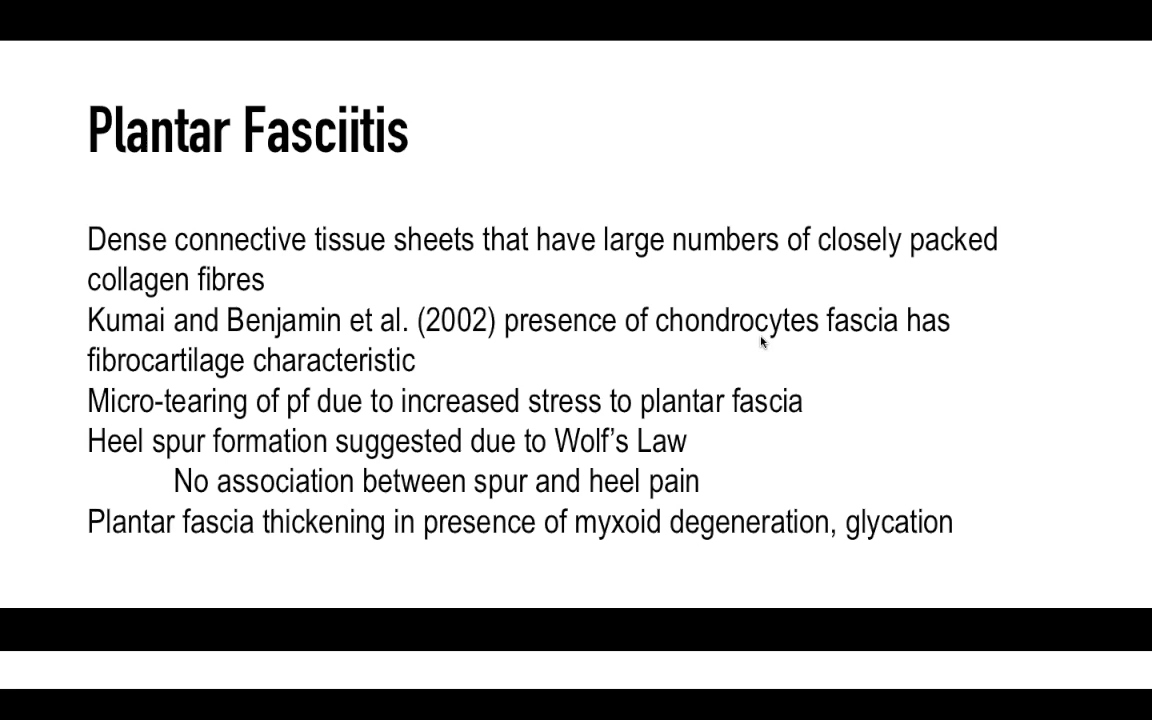 Plantar Fasciitis
Dense connective tissue sheets that have large numbers of closely packed
collagen fibres
Kumai and Benjamin et al. (2002) presence of chondrocytes fascia has
fibrocartilage characteristic
Micro-tearing of pf due to increased stress to plantar fascia
Heel spur formation suggested due to Wolf’s Law
No association between spur and heel pain
Plantar fascia thickening in presence of myxoid degeneration, glycation